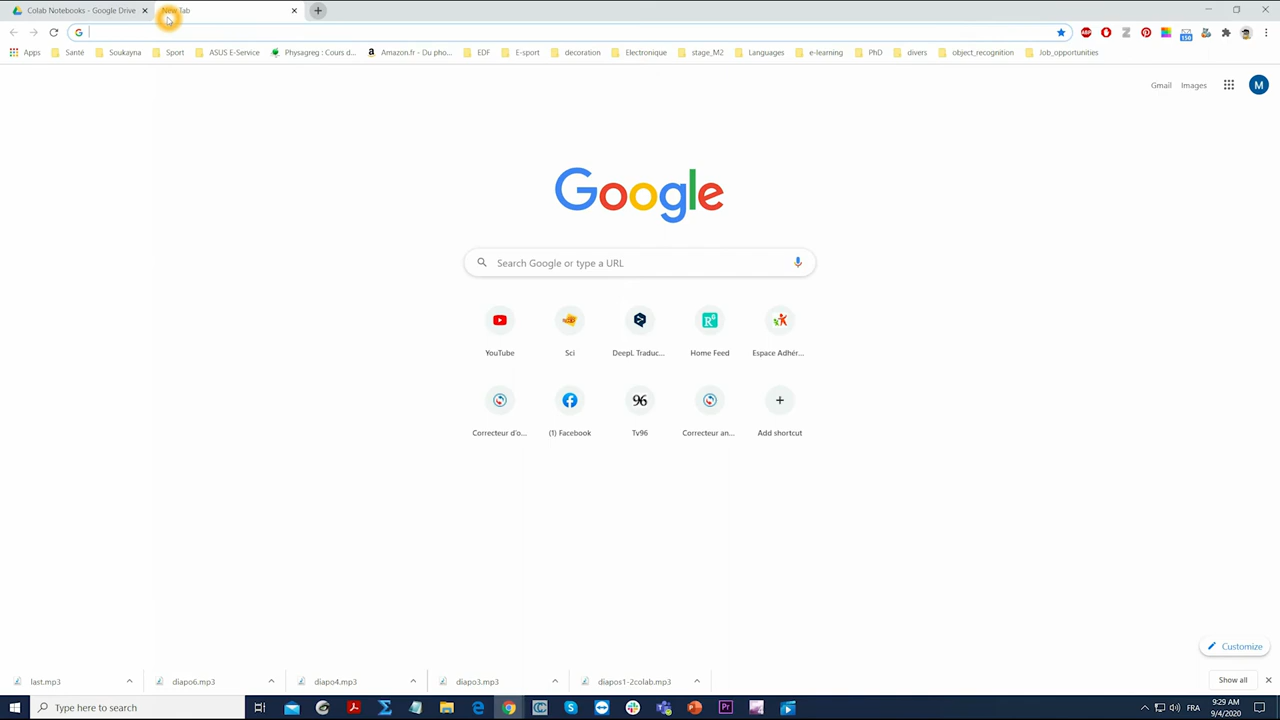 Colab Notebooks - Google Drive
New Tab
Apps Santé Soukayna Sport ASUS E-Service Physagreg : Cours d... Amazon.fr - Du pho... EDF E-sport decoration Electronique stage_M2 Languages e-learning PhD divers object_recognition Job_opportunities
150
ABP
Gmail Images M
Google
Search Google or type a URL
YouTube Sci DeepL Traduc... Home Feed Espace Adhér...
96
Correcteur d'o... (1) Facebook Tv96 Correcteur an... Add shortcut
Customize
last.mp3 diapo6.mp3 diapo4.mp3 diapo3.mp3 diapos1-2colab.mp3 Show all
Type here to search
FRA
9:29 AM
9/4/2020